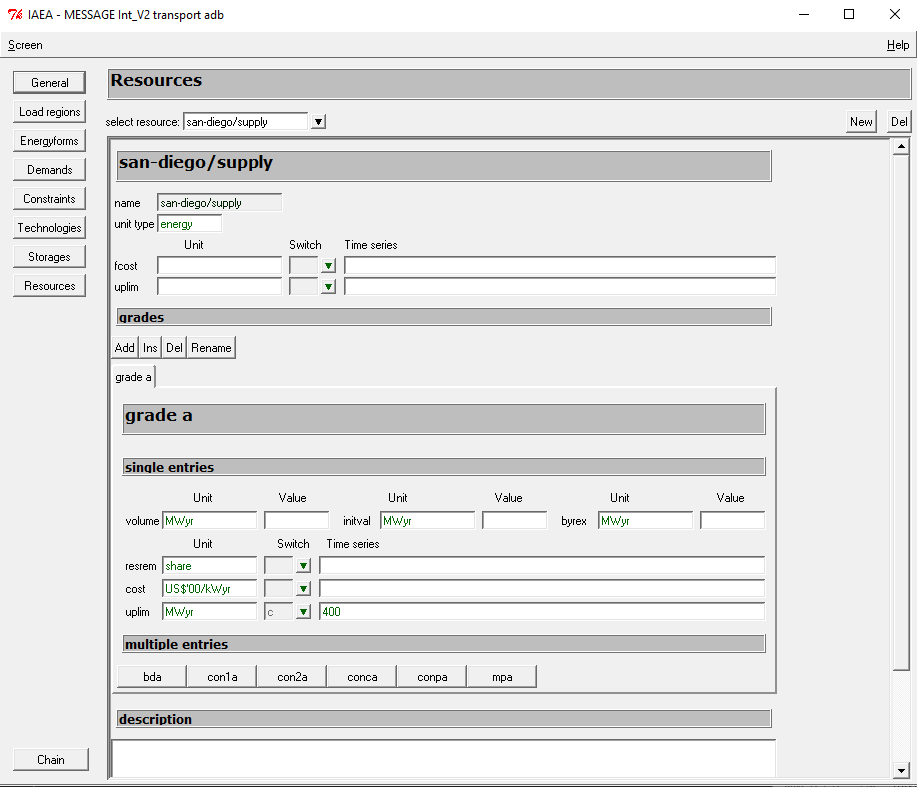 IAEA - MESSAGE Int_V2 transport adb
Screen Help
General
Load regions
Energyforms
Demands
Constraints
Technologies
Storages
Resources
Chain
Resources
select resource: san-diego/supply New Del
san-diego/supply
name san-diego/supply
unit type energy
Unit Switch Time series
fcost
uplim
grades
Add Ins Del Rename
grade a
grade a
single entries
Unit Value Unit Value Unit Value
volume MWyr initval MWyr byrex MWyr
Unit Switch Time series
resrem share
cost US$'00/kWyr
uplim MWyr c 400
multiple entries
bda con1a con2a conca conpa mpa
description